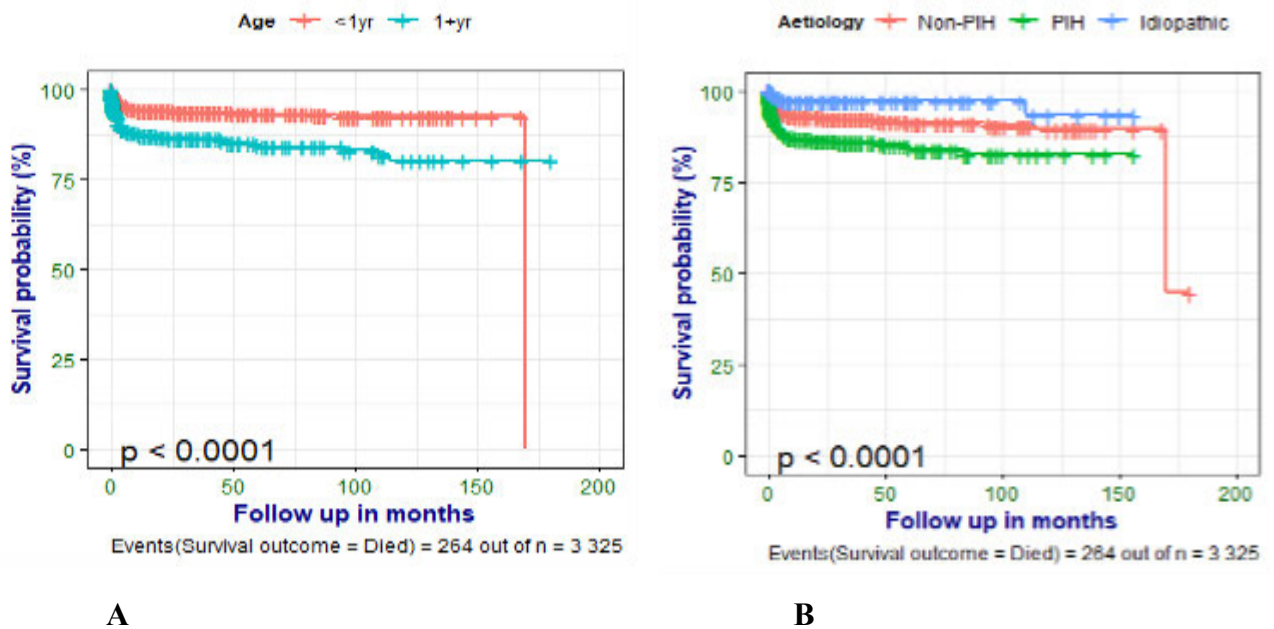 Age <1yr 1+yr
Survival probability (%)
100
75
50
25
0
p < 0.0001
0 50 100 150 200
Follow up in months
Events(Survival outcome = Died) = 264 out of n = 3 325
A
Aetiology Non-PIH PIH Idiopathic
Survival probability (%)
100
75
50
25
0
p < 0.0001
0 50 100 150 200
Follow up in months
Events(Survival outcome = Died) = 264 out of n = 3 325
B